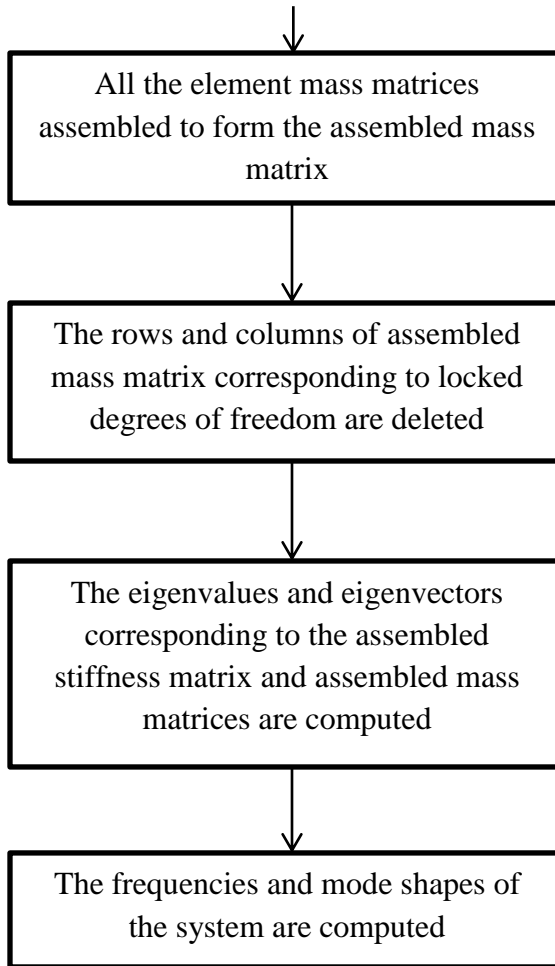 All the element mass matrices
assembled to form the assembled mass
matrix
The rows and columns of assembled
mass matrix corresponding to locked
degrees of freedom are deleted
The eigenvalues and eigenvectors
corresponding to the assembled
stiffness matrix and assembled mass
matrices are computed
The frequencies and mode shapes of
the system are computed